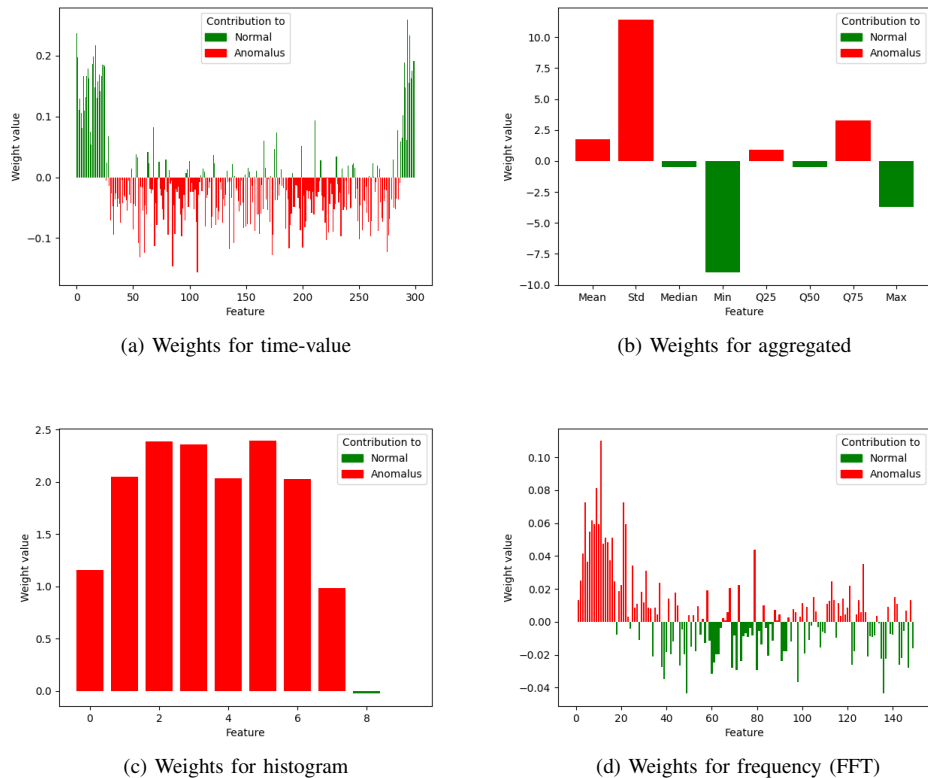 Contribution to
Normal
Anomalus
0.2
0.1
0.0
−0.1
Weight value
0
50
100
150
200
250
300
Feature
(a) Weights for time-value
Contribution to
Normal
Anomalus
10.0
7.5
5.0
2.5
0.0
−2.5
−5.0
−7.5
−10.0
Weight value
Mean Std Median Min Q25 Q50 Q75 Max
Feature
(b) Weights for aggregated
Contribution to
Normal
Anomalus
2.5
2.0
1.5
1.0
0.5
0.0
Weight value
0 2 4 6 8
Feature
(c) Weights for histogram
Contribution to
Normal
Anomalus
0.10
0.08
0.06
0.04
0.02
0.00
−0.02
−0.04
Weight value
0 20 40 60 80 100 120 140
Feature
(d) Weights for frequency (FFT)